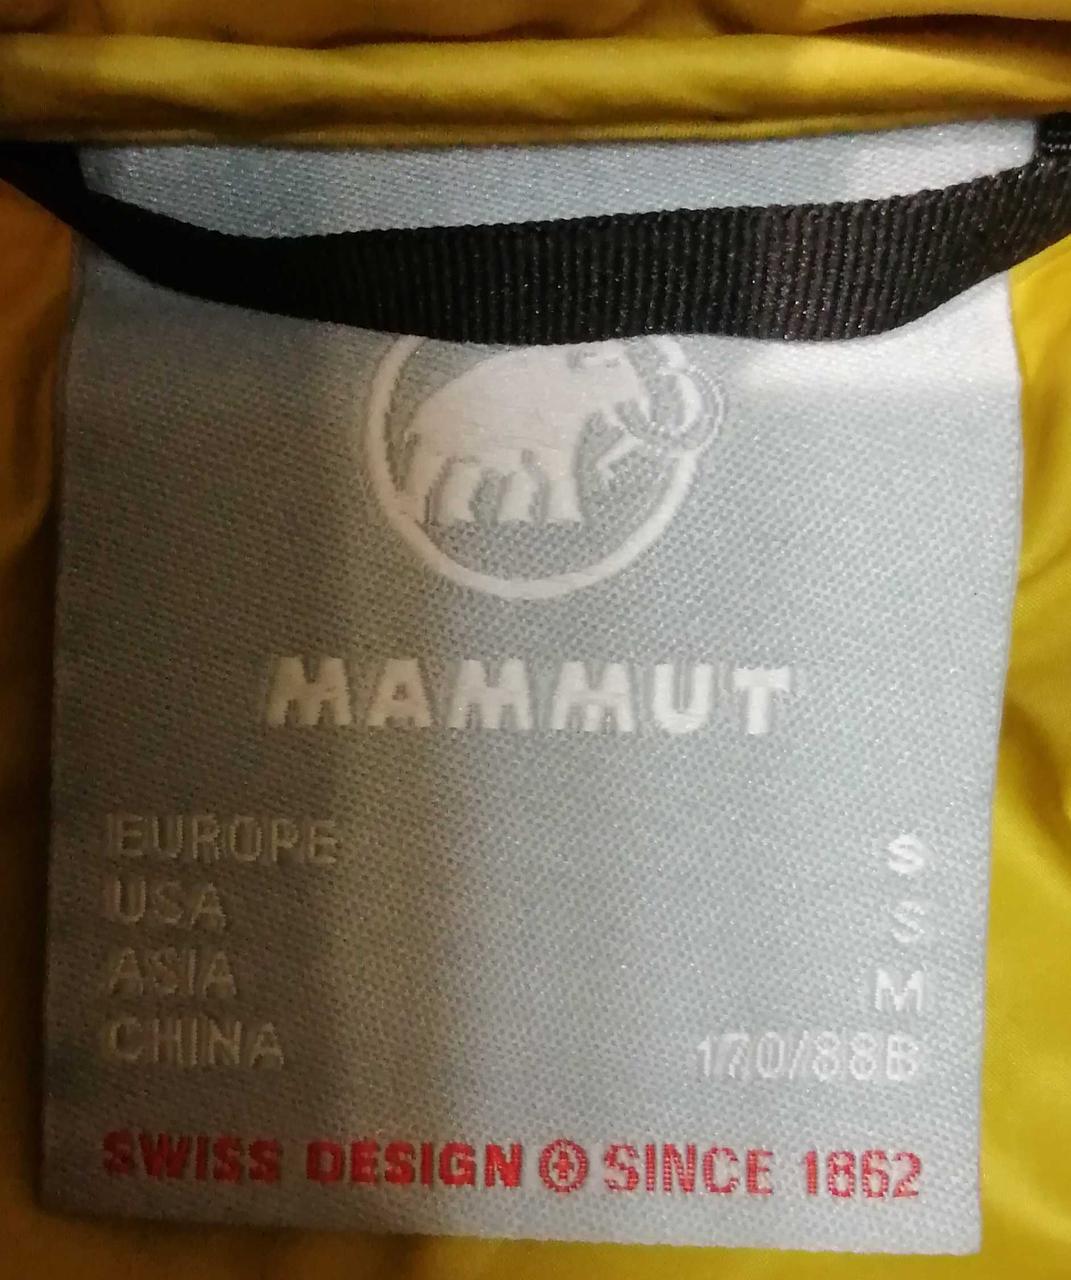 MAMMUT
EUROPE S
USA S
ASIA M
CHINA 170/88B
SWISS DESIGN SINCE 1862